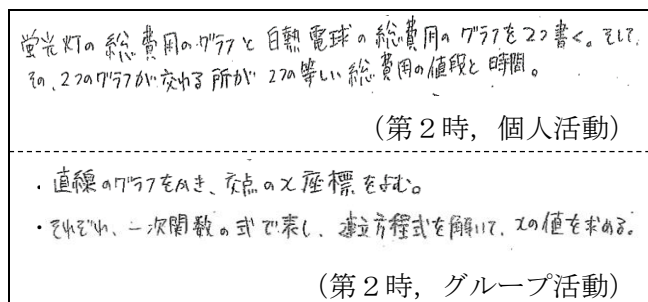 蛍光灯の総費用のグラフと白熱電球の総費用のグラフを2つ書く。そして、
その、2つのグラフが交わる所が2つの等しい総費用の値段と時間。
(第2時，個人活動)
・直線のグラフをかき、交点のx座標をよむ。
・それぞれ、一次関数の式で表し、連立方程式を解いて、xの値を求める。
(第2時，グループ活動)